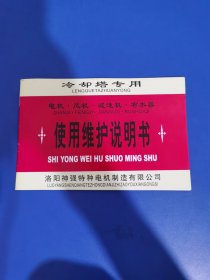 冷却塔专用
LENGQUETAZHUANYONG
电机·风机 减速机·布水器
使用维护说明书
SHI YONG WEI HU SHUO MING SHU
洛阳神强特种电机制造有限公司